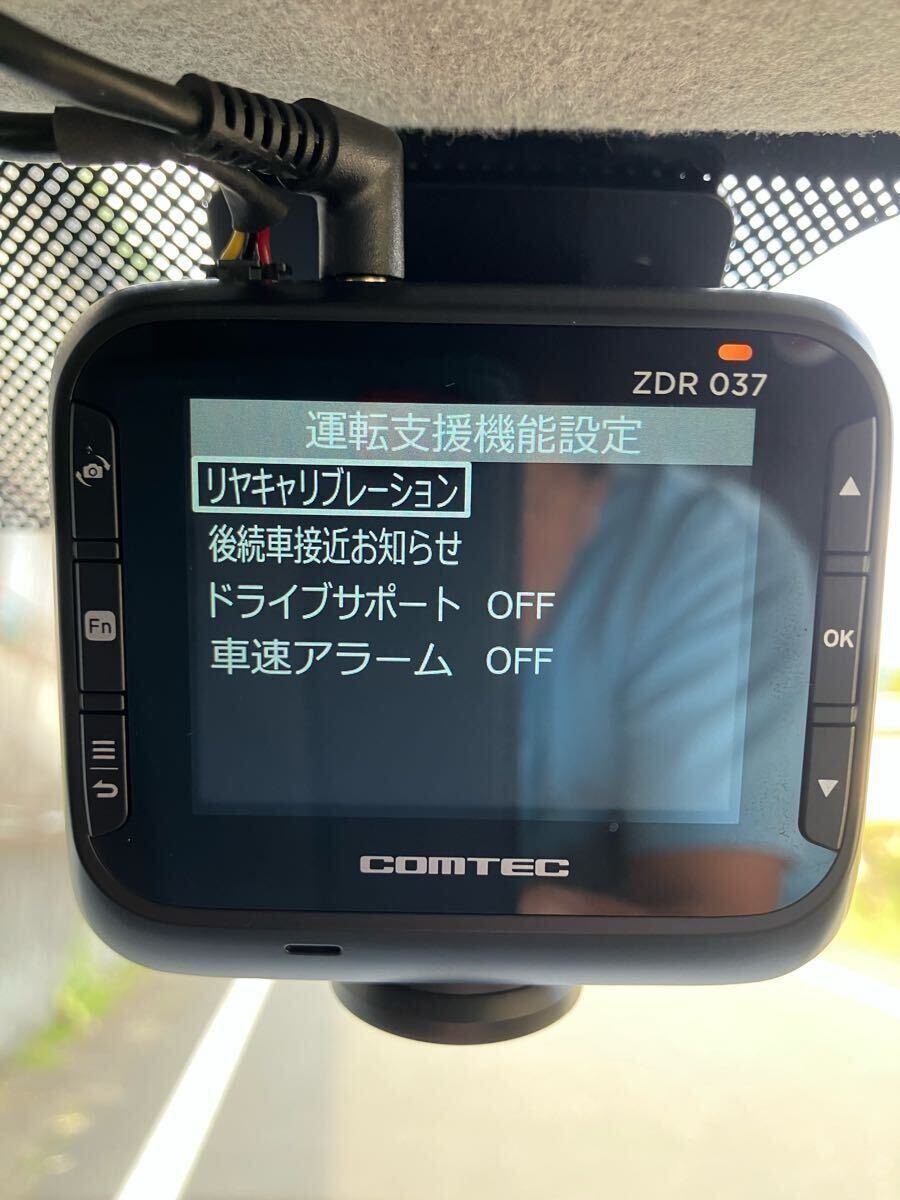 ZDR 037
運転支援機能設定
リヤキャリブレーション
後続車接近お知らせ
ドライブサポート OFF
車速アラーム OFF
Fn
OK
COMTEC